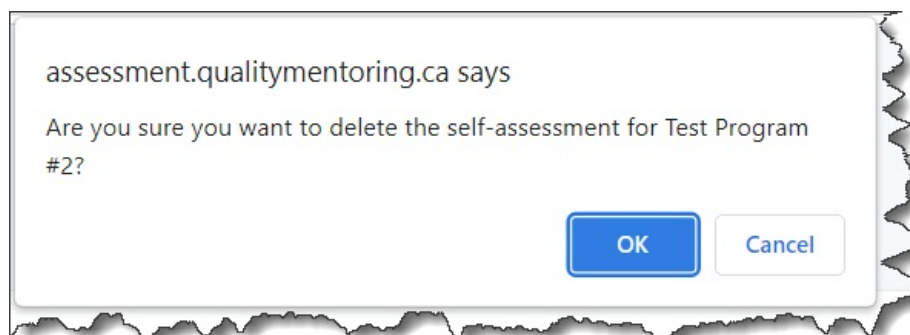 assessment.qualitymentoring.ca says
Are you sure you want to delete the self-assessment for Test Program
#2?
OK
Cancel